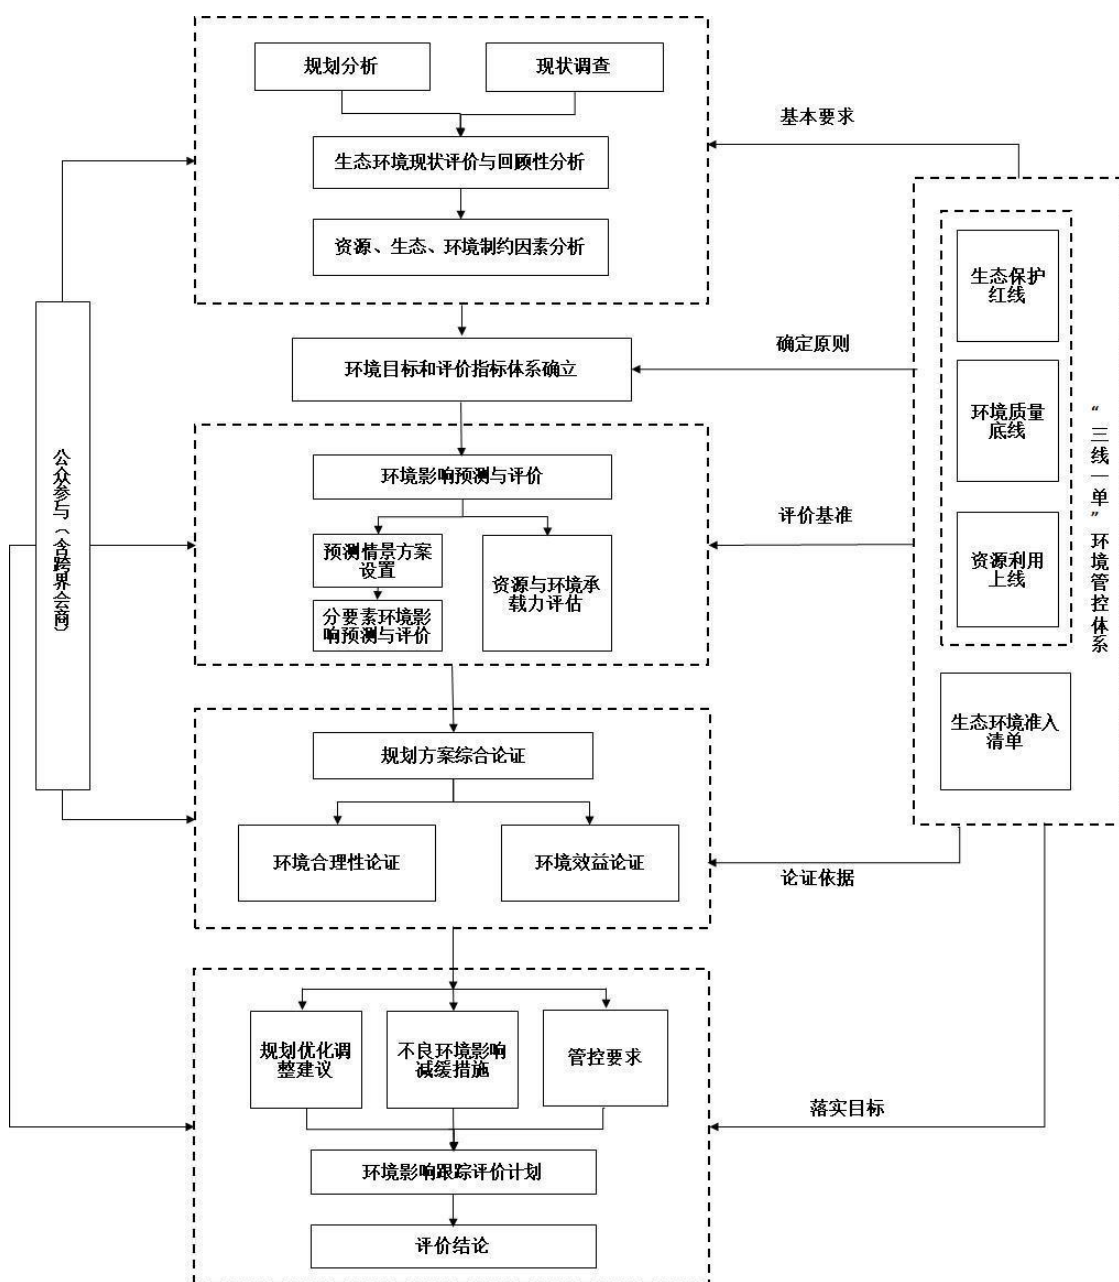 规划分析
现状调查
生态环境现状评价与回顾性分析
资源、生态、环境制约因素分析
基本要求
环境目标和评价指标体系确立
确定原则
生态保护
红线
环境质量
底线
资源利用
上线
生态环境准入
清单
“三线一单”环境管控体系
公众参与（含跨界会商）
环境影响预测与评价
预测情景方案
设置
分要素环境影
响预测与评价
资源与环境承
载力评估
评价基准
规划方案综合论证
环境合理性论证
环境效益论证
论证依据
规划优化调
整建议
不良环境影响
减缓措施
管控要求
落实目标
环境影响跟踪评价计划
评价结论